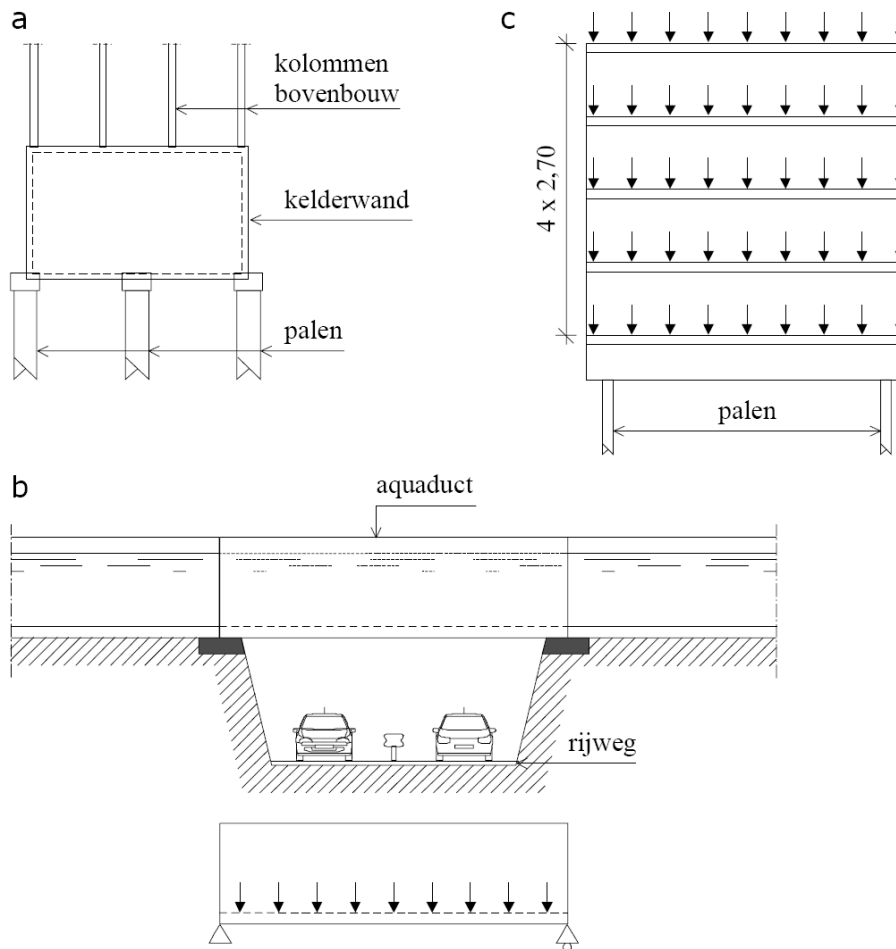 a
kolommen
bovenbouw
kelderwand
palen
c
4 x 2,70
palen
b
aquaduct
rijweg